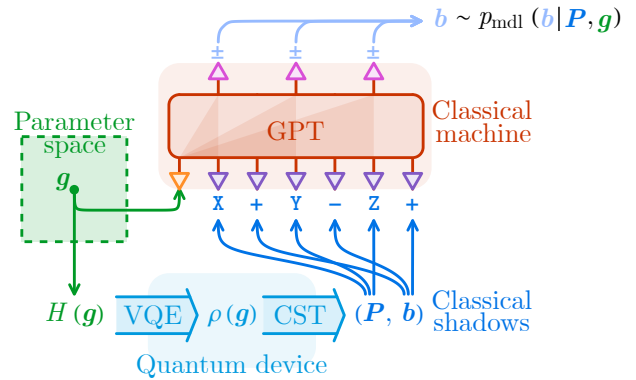 b ~ p_mdl (b|P, g)
± ± ±
Parameter
space
g
GPT
Classical
machine
X + Y − Z +
H (g)
VQE
ρ (g)
CST
(P, b)
Classical
shadows
Quantum device